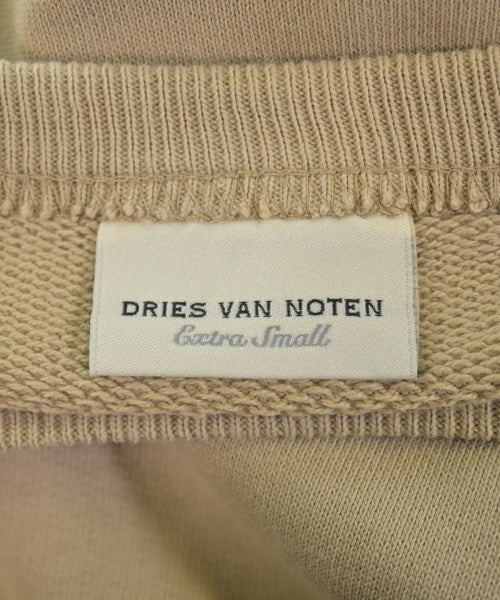 DRIES VAN NOTEN
Extra Small